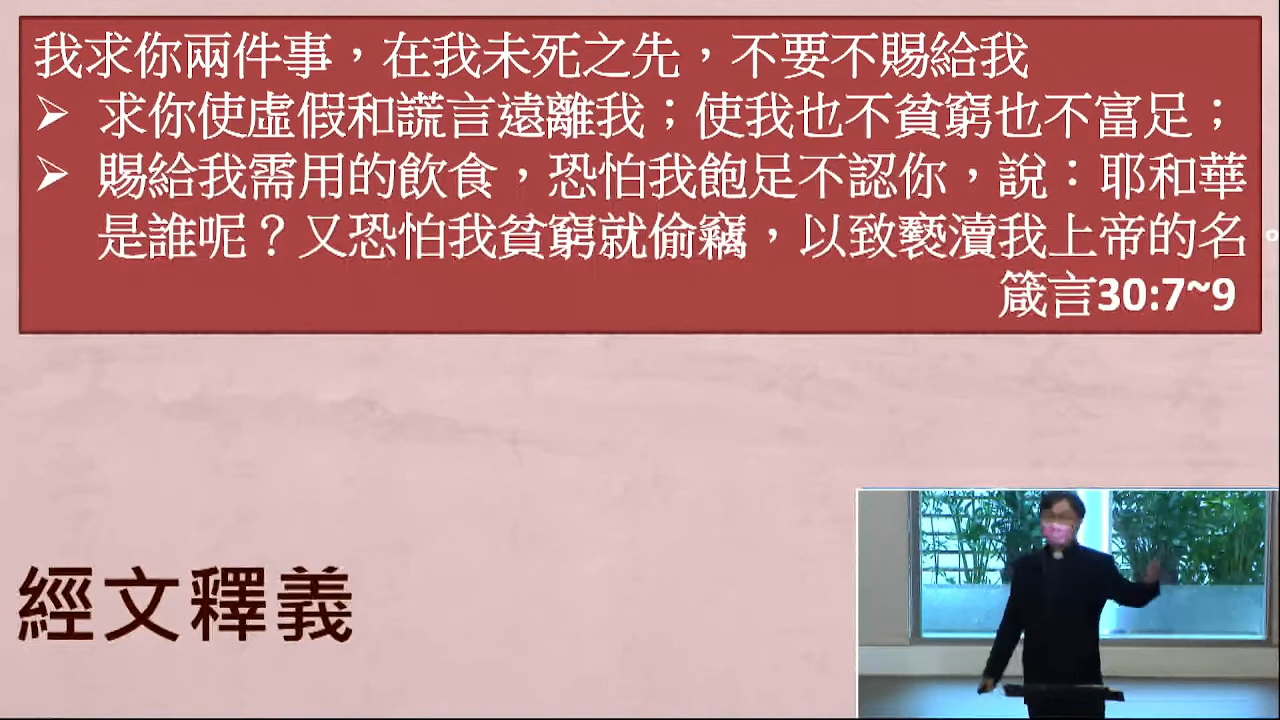 我求你兩件事，在我未死之先，不要不賜給我
➢ 求你使虛假和謊言遠離我；使我也不貧窮也不富足；
➢ 賜給我需用的飲食，恐怕我飽足不認你，說：耶和華
是誰呢？又恐怕我貧窮就偷竊，以致褻瀆我上帝的名。
箴言30:7~9
經文釋義